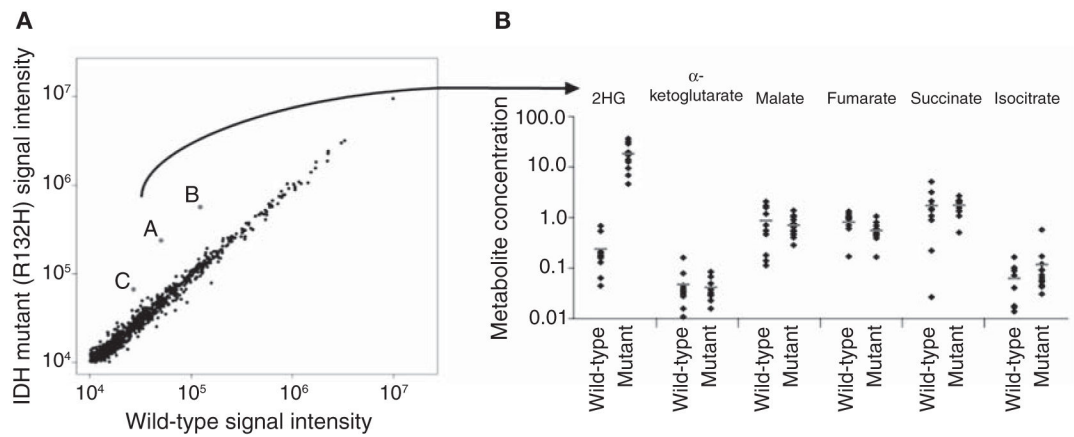 A
IDH mutant (R132H) signal intensity
10⁷
10⁶
10⁵
10⁴
B
A
C
10⁴ 10⁵ 10⁶ 10⁷
Wild-type signal intensity
B
2HG α-ketoglutarate Malate Fumarate Succinate Isocitrate
Metabolite concentration
100.0
10.0
1.0
0.1
0.01
Wild-type Mutant Wild-type Mutant Wild-type Mutant Wild-type Mutant Wild-type Mutant Wild-type Mutant